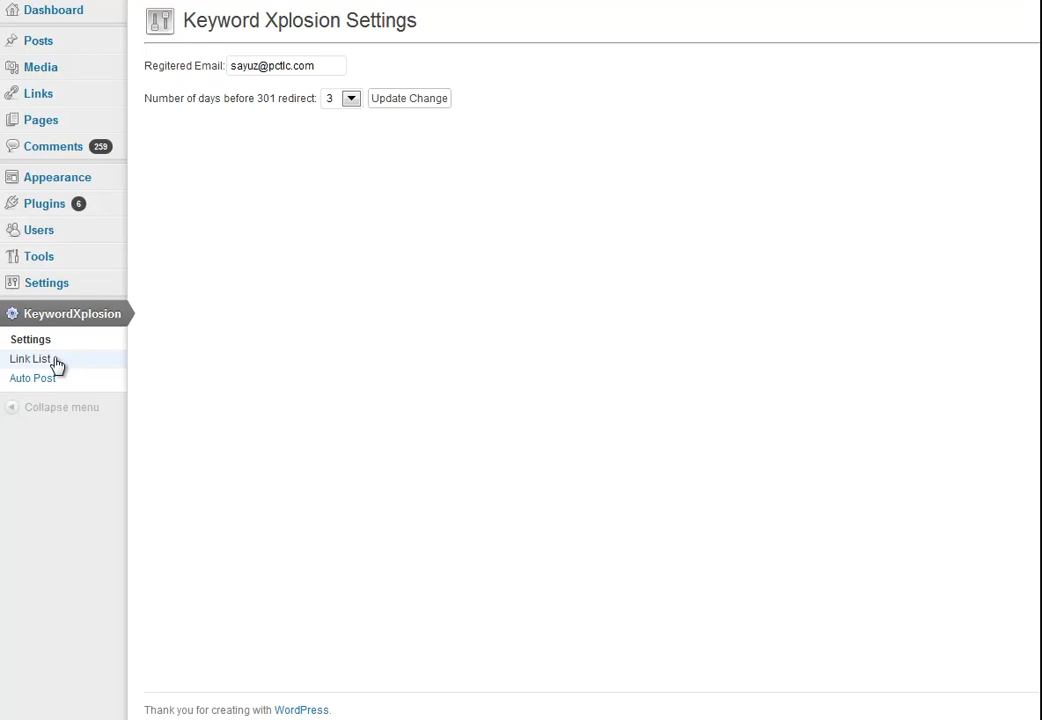 Dashboard
Posts
Media
Links
Pages
Comments 259
Appearance
Plugins 6
Users
Tools
Settings
KeywordXplosion
Settings
Link List
Auto Post
Collapse menu
Keyword Xplosion Settings
Regitered Email: sayuz@pctlc.com
Number of days before 301 redirect: 3 Update Change
Thank you for creating with WordPress.